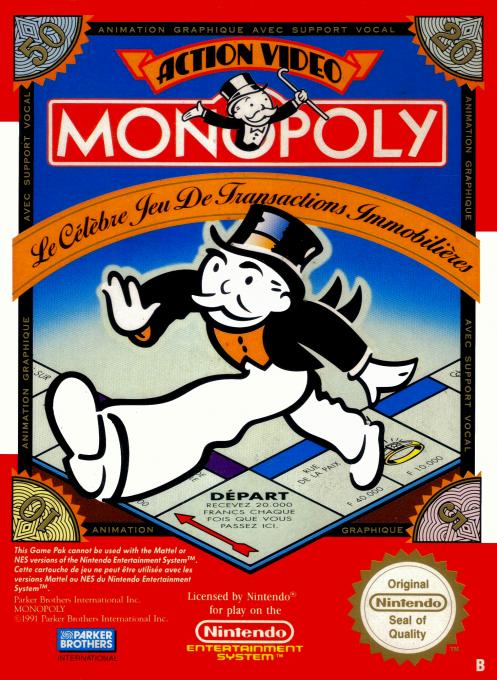 ANIMATION GRAPHIQUE AVEC SUPPORT VOCAL
50
20
ACTION VIDEO
MONOPOLY
AVEC SUPPORT VOCAL
ANIMATION GRAPHIQUE
Le Célèbre Jeu De Transactions Immobilières
ANIMATION GRAPHIQUE
AVEC SUPPORT VOCAL
SUR
RUE
DE LA PAIX
F 40.000
F 10.000
DÉPART
RECEVEZ 20.000
FRANCS CHAQUE
FOIS QUE VOUS
PASSEZ ICI.
10
5
ANIMATION
GRAPHIQUE
This Game Pak cannot be used with the Mattel or
NES versions of the Nintendo Entertainment System™.
Cette cartouche de jeu ne peut être utilisée avec les
versions Mattel ou NES du Nintendo Entertainment
System™.
Parker Brothers International Inc.
MONOPOLY
©1991 Parker Brothers International Inc.
PARKER
BROTHERS
INTERNATIONAL
Licensed by Nintendo®
for play on the
Nintendo
ENTERTAINMENT
SYSTEM™
Original
Nintendo
Seal of
Quality
TM
B